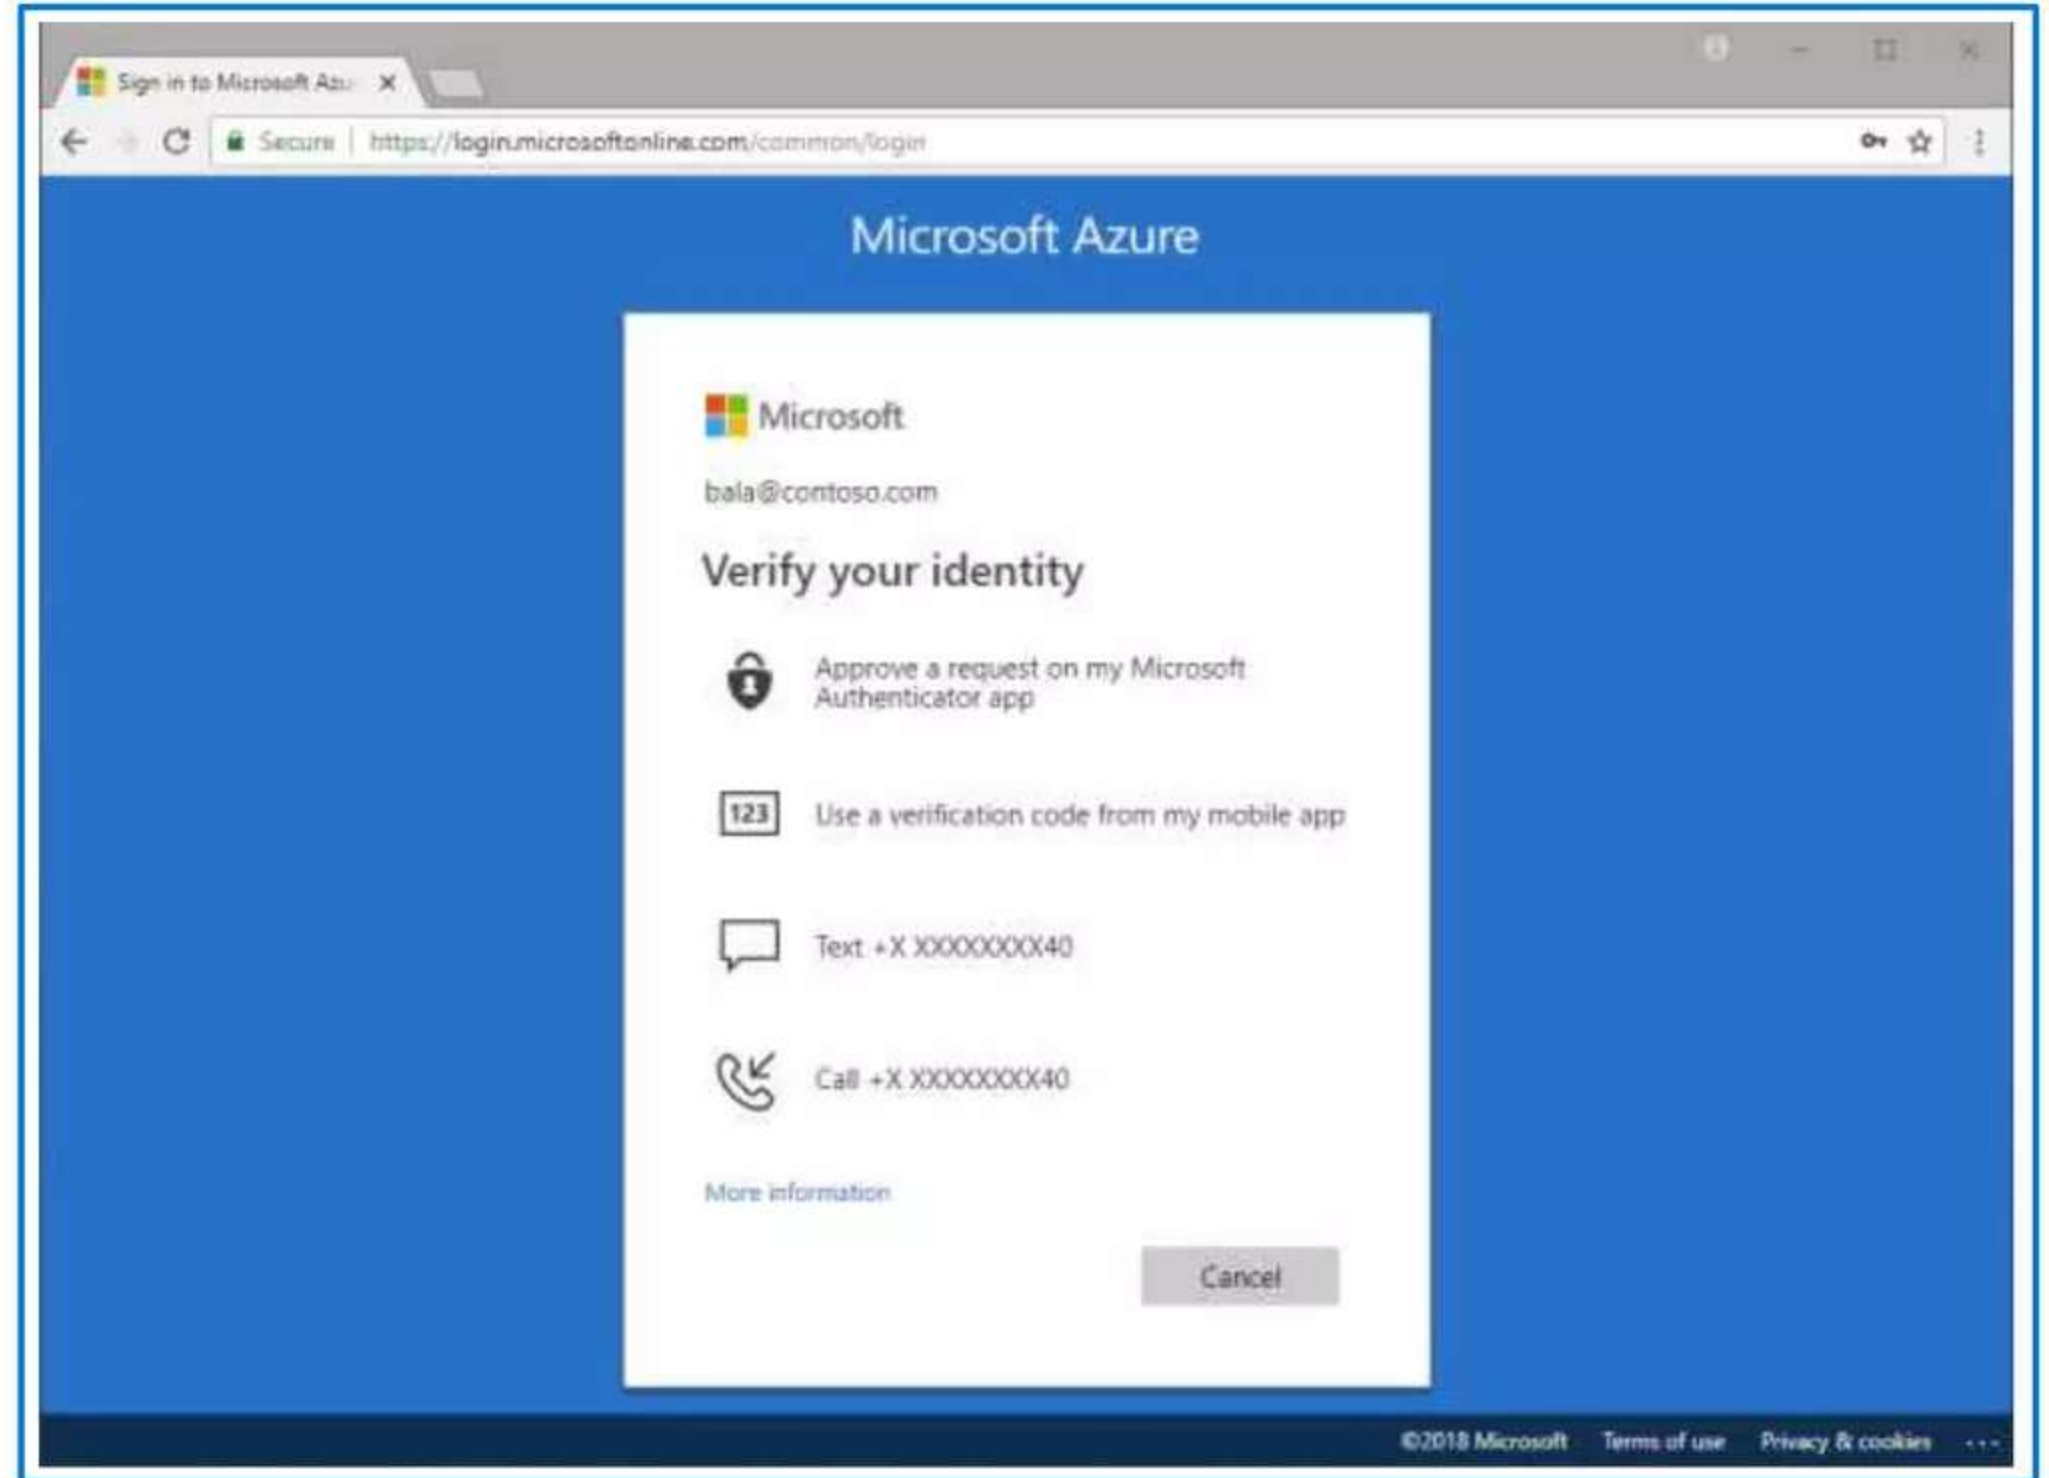 Sign in to Microsoft Azu
Secure | https://login.microsoftonline.com/common/login
Microsoft Azure
Microsoft
bala@contoso.com
Verify your identity
Approve a request on my Microsoft
Authenticator app
123 Use a verification code from my mobile app
Text +X XXXXXXXX40
Call +X XXXXXXXX40
More information
Cancel
©2018 Microsoft Terms of use Privacy & cookies ...